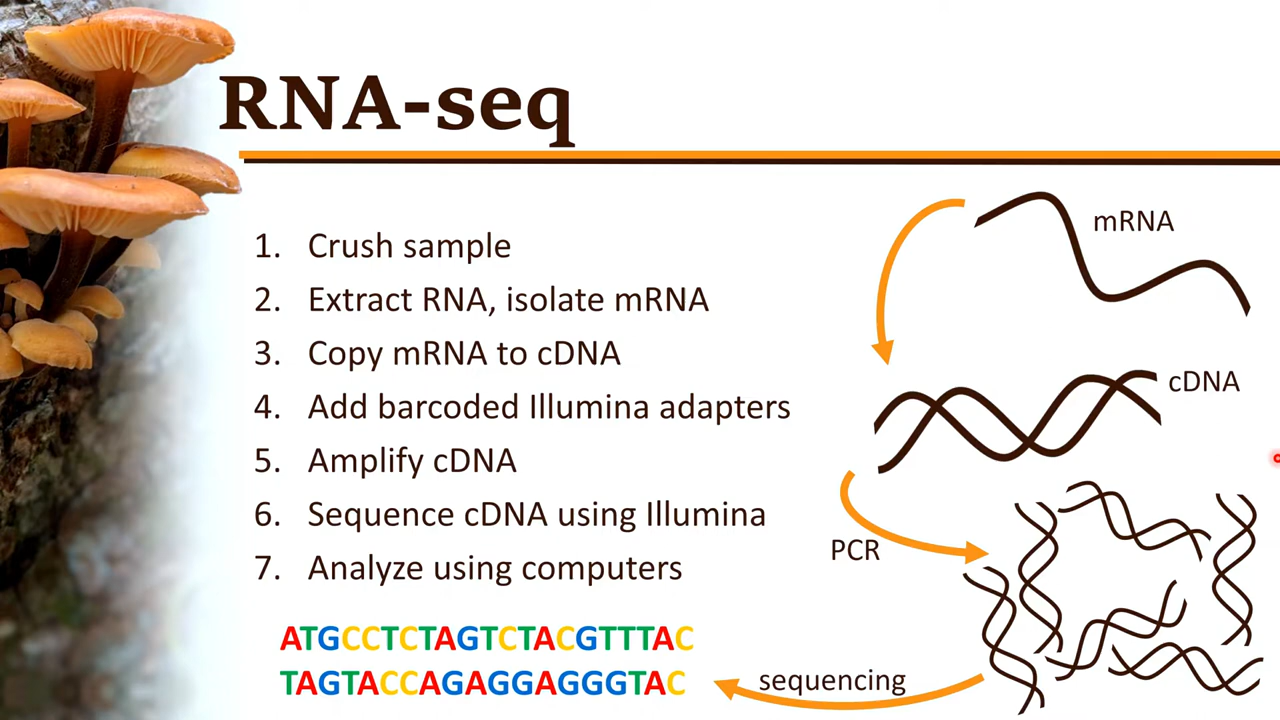 RNA-seq
1. Crush sample
2. Extract RNA, isolate mRNA
3. Copy mRNA to cDNA
4. Add barcoded Illumina adapters
5. Amplify cDNA
6. Sequence cDNA using Illumina
7. Analyze using computers
ATGCCTCTAGTCTACGTTTAC
TAGTACCAGAGGAGGGTAC
mRNA
cDNA
PCR
sequencing